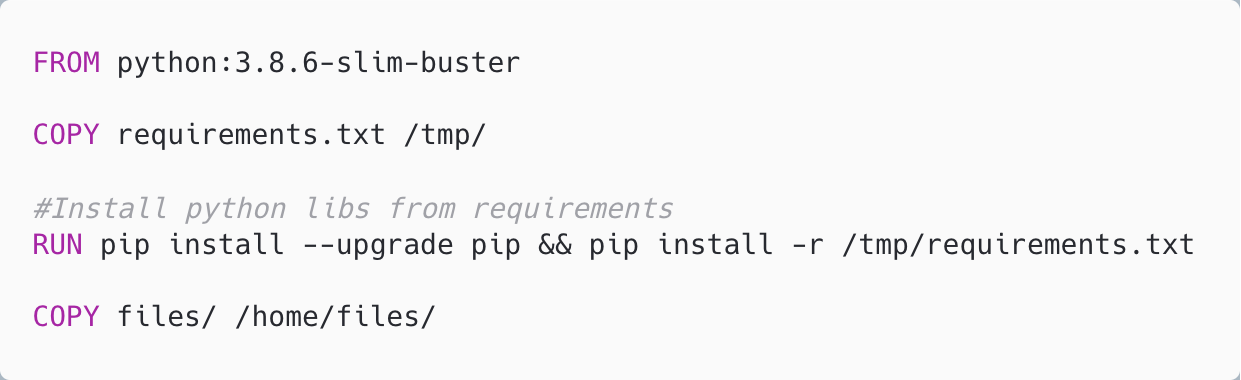 FROM python:3.8.6-slim-buster
COPY requirements.txt /tmp/
#Install python libs from requirements
RUN pip install --upgrade pip && pip install -r /tmp/requirements.txt
COPY files/ /home/files/